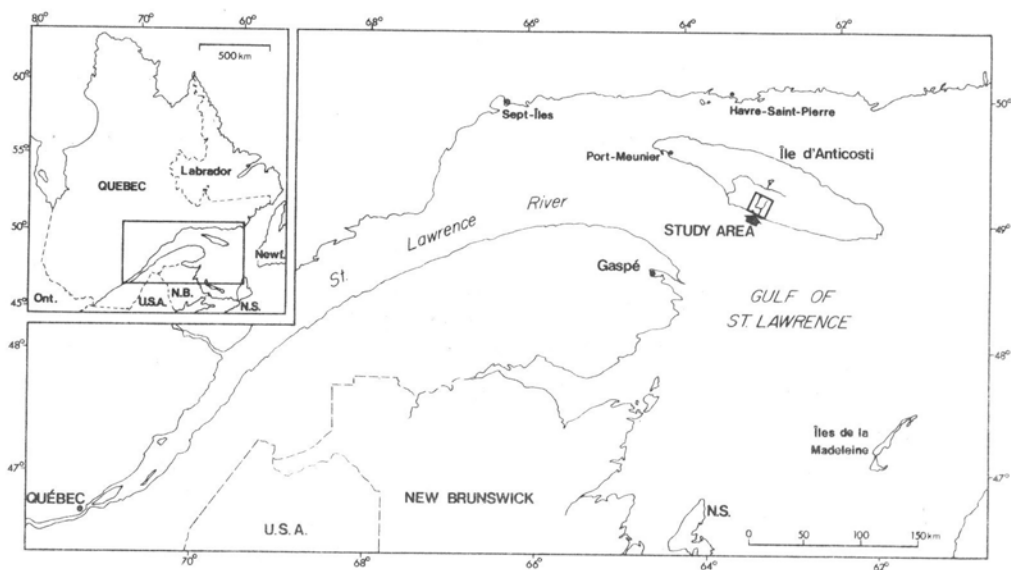 80°
60°
500 km
60°
55°
50°
45°
QUEBEC
Labrador
Newf.
Ont.
U.S.A.
N.B.
N.S.
68°
66°
64°
62°
50°
49°
48°
47°
48°
47°
70°
68°
66°
64°
62°
Sept-Îles
Havre-Saint-Pierre
Port-Meunier
Île d'Anticosti
STUDY AREA
St. Lawrence River
Gaspé
GULF OF
ST. LAWRENCE
Îles de la
Madeleine
QUÉBEC
NEW BRUNSWICK
U.S.A.
N.S.
0 50 100 150
km